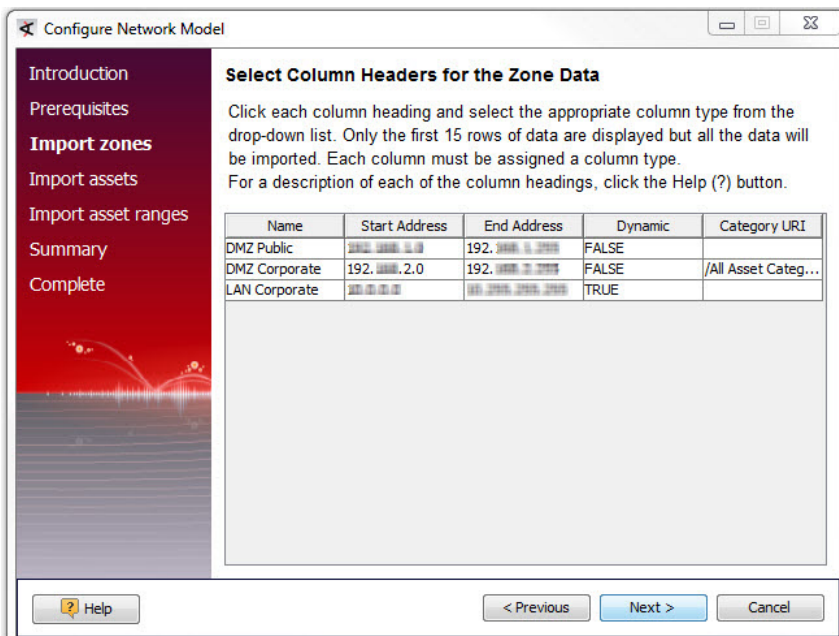 Configure Network Model
Introduction
Prerequisites
Import zones
Import assets
Import asset ranges
Summary
Complete
Select Column Headers for the Zone Data
Click each column heading and select the appropriate column type from the
drop-down list. Only the first 15 rows of data are displayed but all the data will
be imported. Each column must be assigned a column type.
For a description of each of the column headings, click the Help (?) button.
Name Start Address End Address Dynamic Category URI
DMZ Public 192. FALSE
DMZ Corporate 192. .2.0 192. FALSE /All Asset Categ...
LAN Corporate TRUE
? Help
< Previous
Next >
Cancel